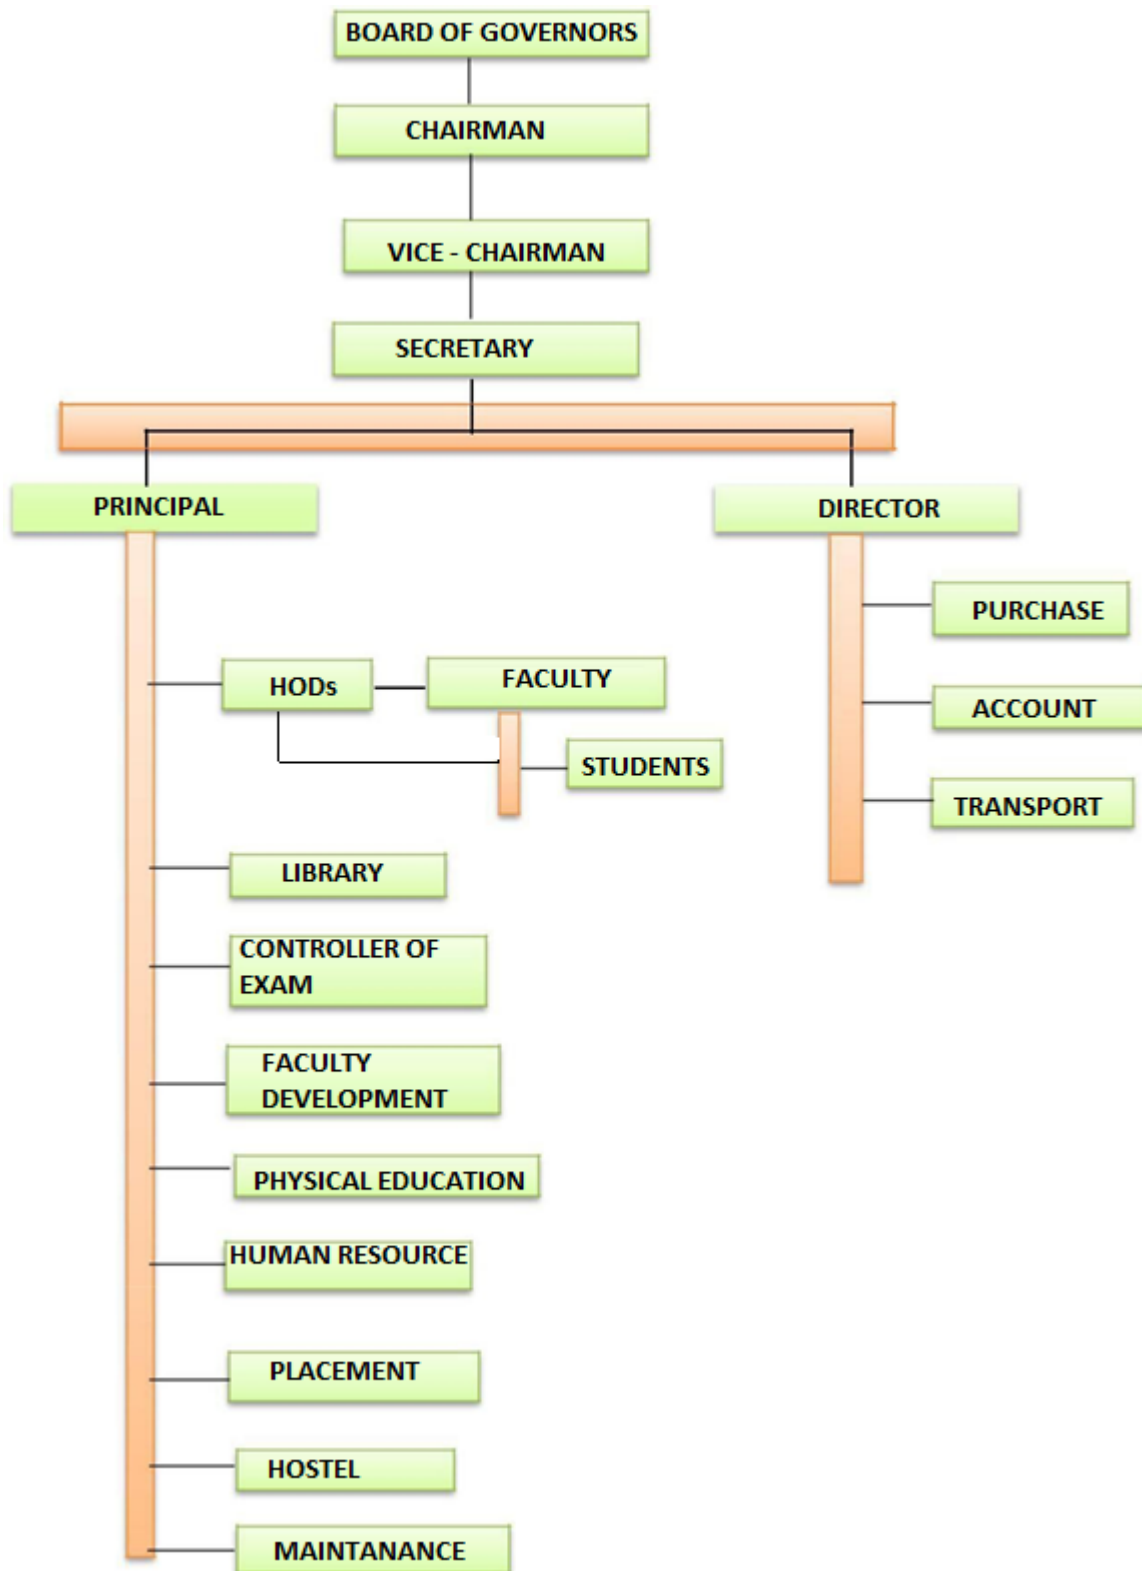 BOARD OF GOVERNORS
CHAIRMAN
VICE - CHAIRMAN
SECRETARY
PRINCIPAL
DIRECTOR
PURCHASE
HODs
FACULTY
ACCOUNT
STUDENTS
TRANSPORT
LIBRARY
CONTROLLER OF
EXAM
FACULTY
DEVELOPMENT
PHYSICAL EDUCATION
HUMAN RESOURCE
PLACEMENT
HOSTEL
MAINTANANCE